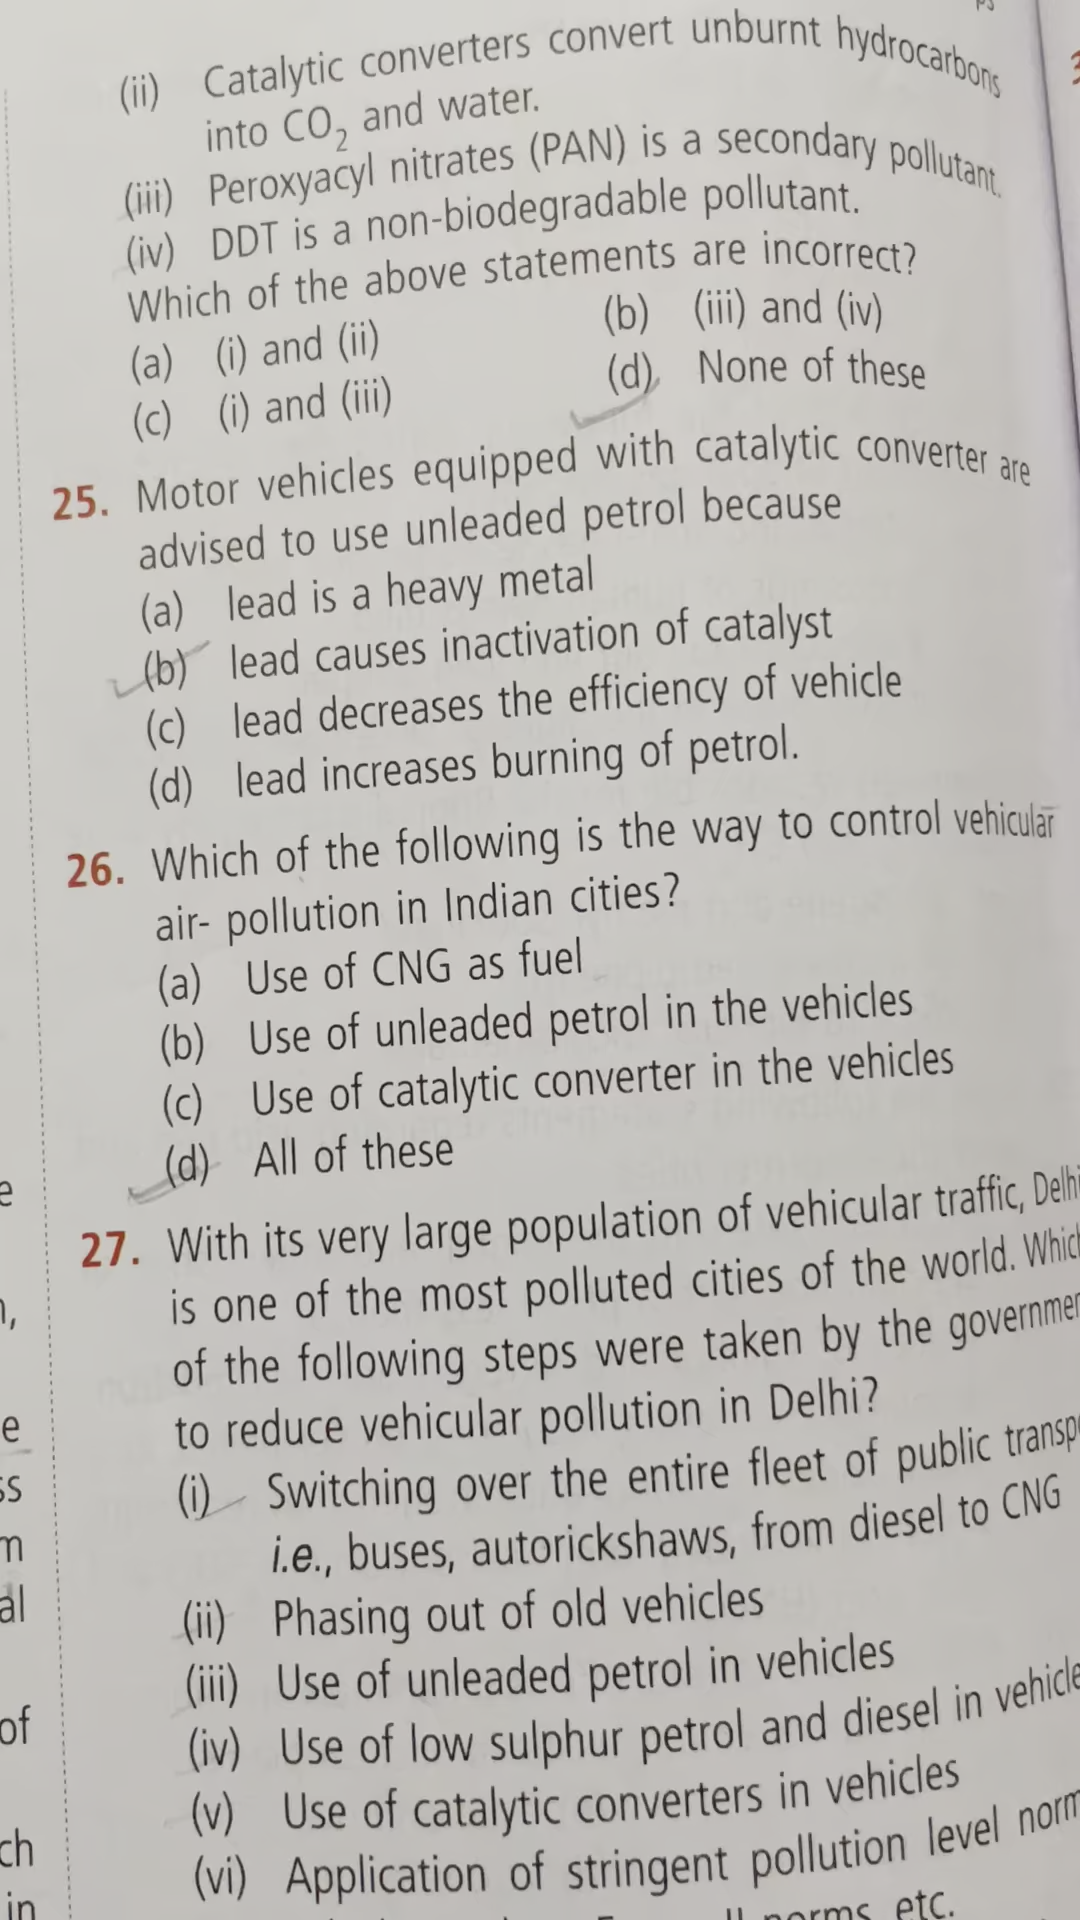 (ii) Catalytic converters convert unburnt hydrocarbons
into CO₂ and water.
(iii) Peroxyacyl nitrates (PAN) is a secondary pollutant.
(iv) DDT is a non-biodegradable pollutant.
Which of the above statements are incorrect?
(a) (i) and (ii) (b) (iii) and (iv)
(c) (i) and (iii) (d) None of these
25. Motor vehicles equipped with catalytic converter are
advised to use unleaded petrol because
(a) lead is a heavy metal
(b) lead causes inactivation of catalyst
(c) lead decreases the efficiency of vehicle
(d) lead increases burning of petrol.
26. Which of the following is the way to control vehicular
air- pollution in Indian cities?
(a) Use of CNG as fuel
(b) Use of unleaded petrol in the vehicles
(c) Use of catalytic converter in the vehicles
(d) All of these
27. With its very large population of vehicular traffic, Delhi
is one of the most polluted cities of the world. Which
of the following steps were taken by the governmen
to reduce vehicular pollution in Delhi?
(i) Switching over the entire fleet of public transp
i.e., buses, autorickshaws, from diesel to CNG
(ii) Phasing out of old vehicles
(iii) Use of unleaded petrol in vehicles
(iv) Use of low sulphur petrol and diesel in vehicle
(v) Use of catalytic converters in vehicles
(vi) Application of stringent pollution level norm
norms etc.